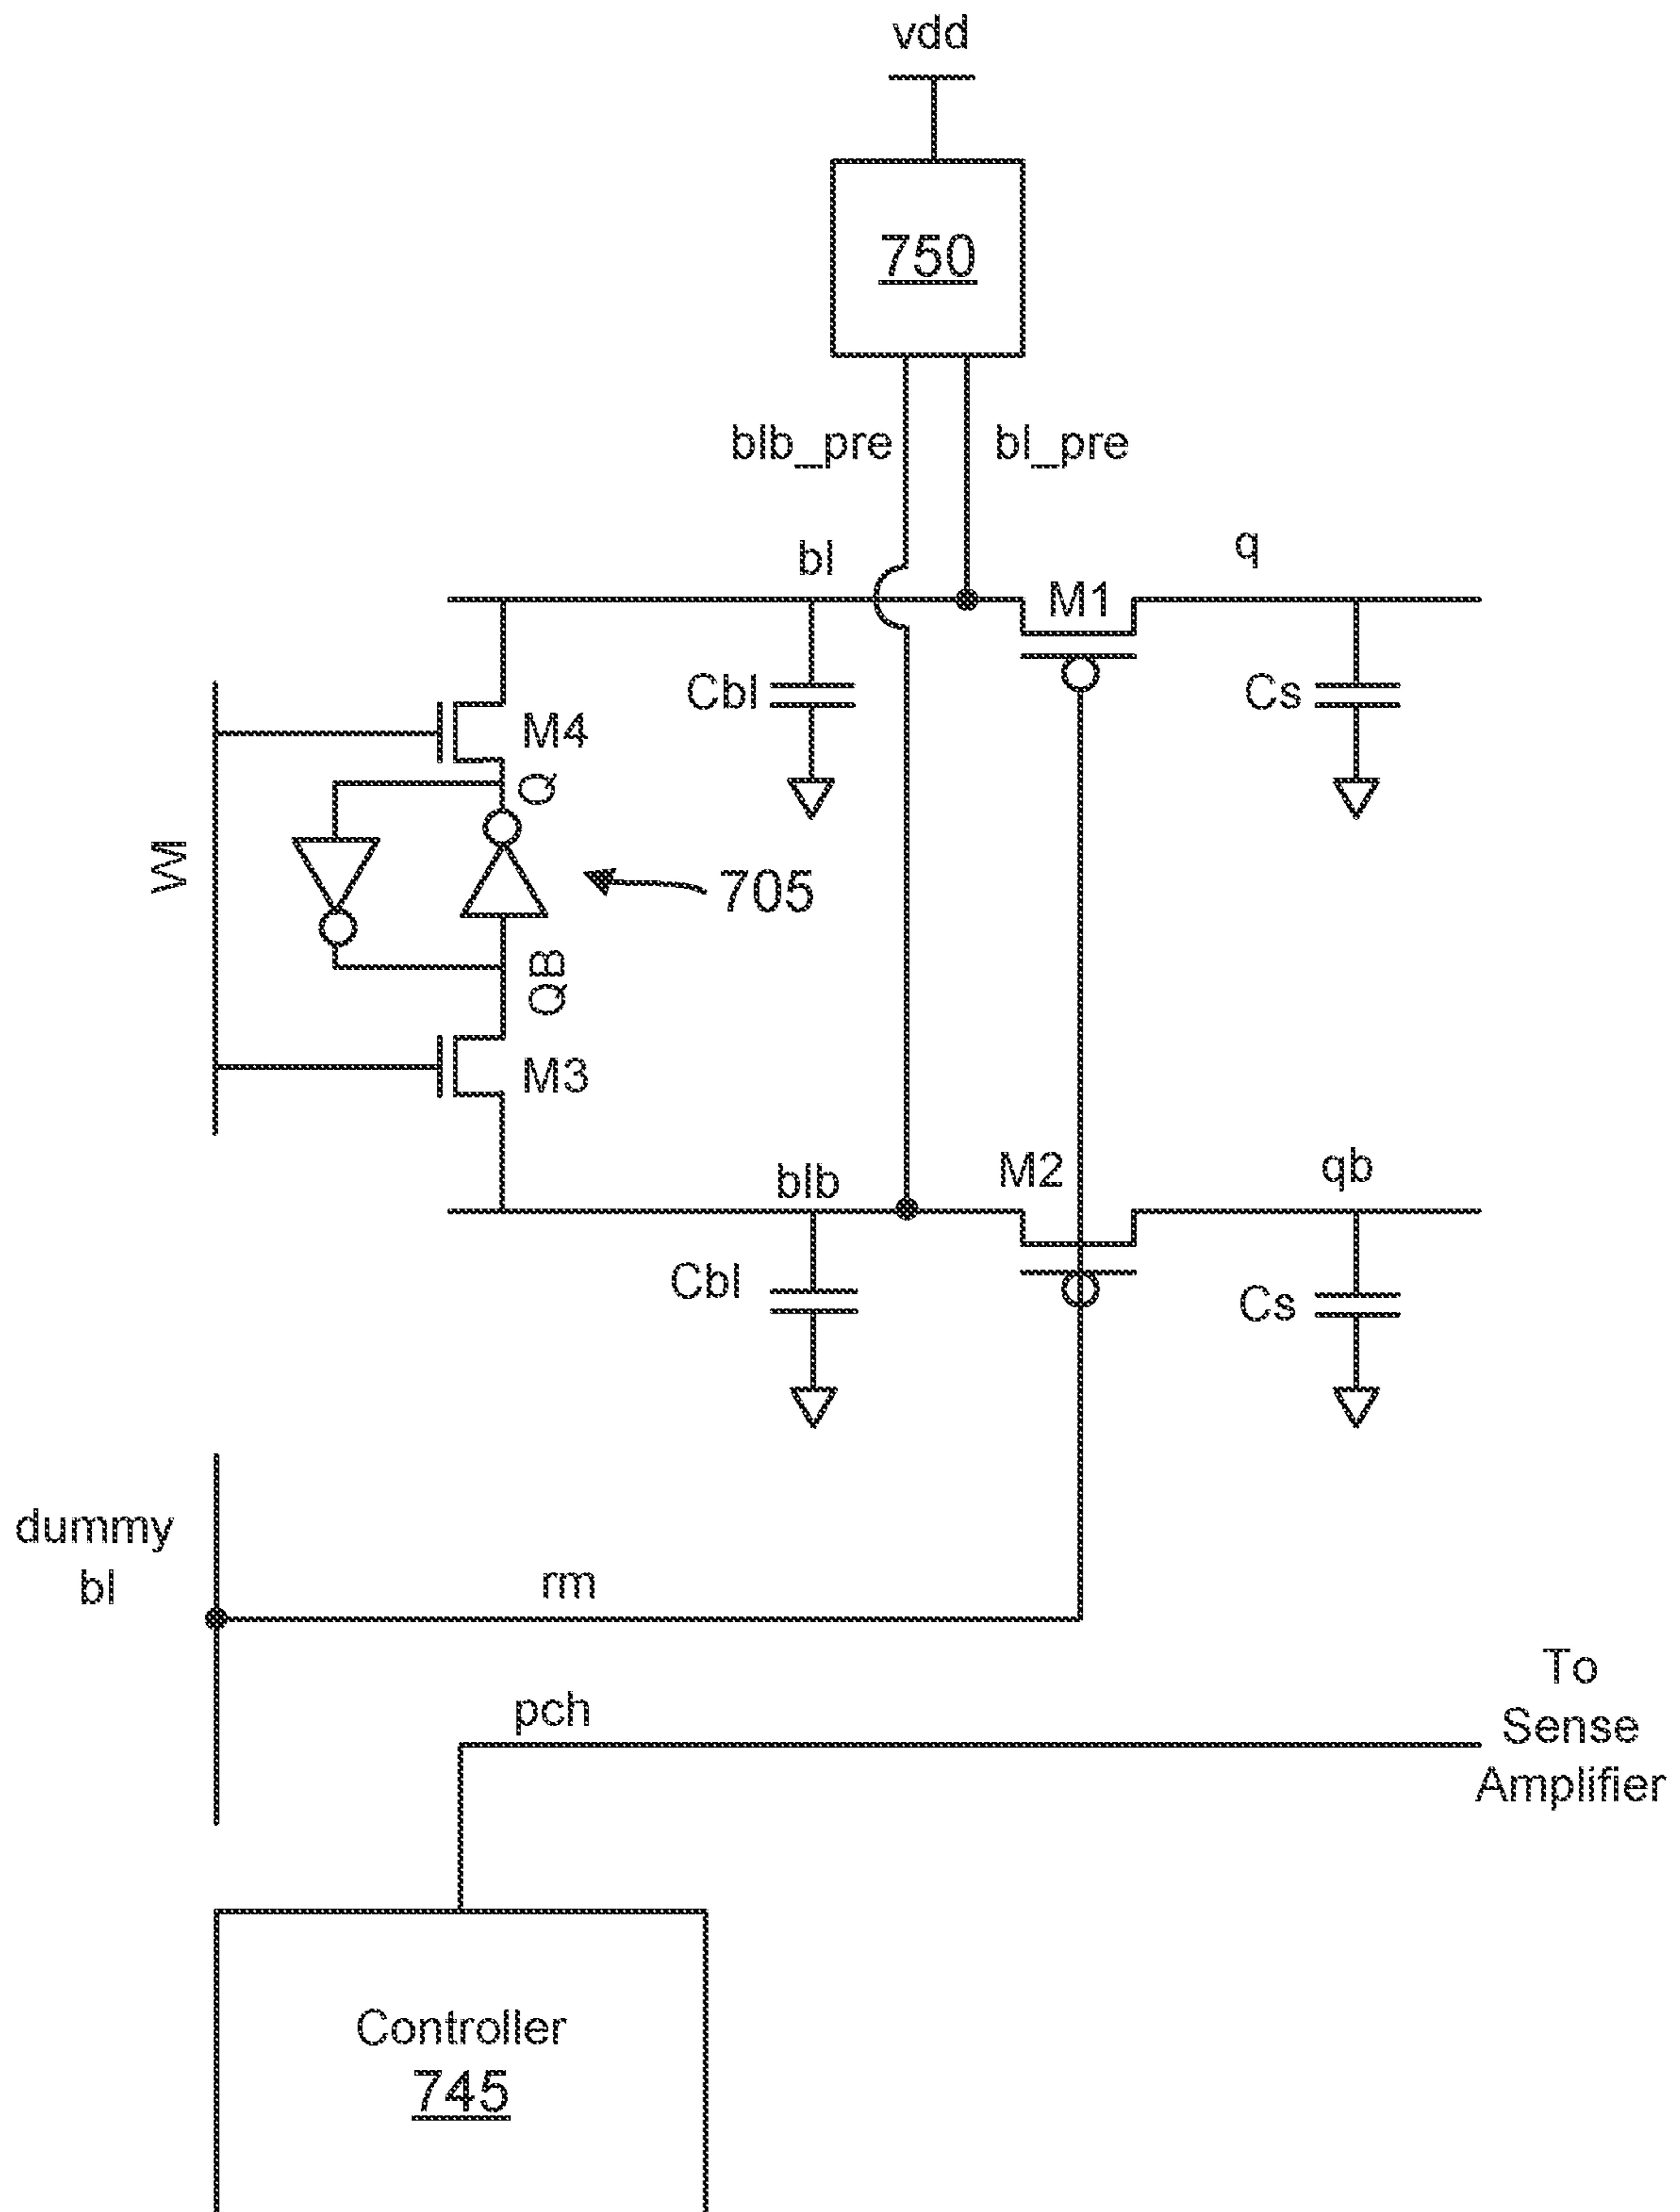 vdd
750
blb_pre
bl_pre
bl
q
M1
Cbl
Cs
M4
Q
Wl
705
QB
M3
blb
M2
qb
Cbl
Cs
dummy
bl
rm
pch
To
Sense
Amplifier
Controller
745